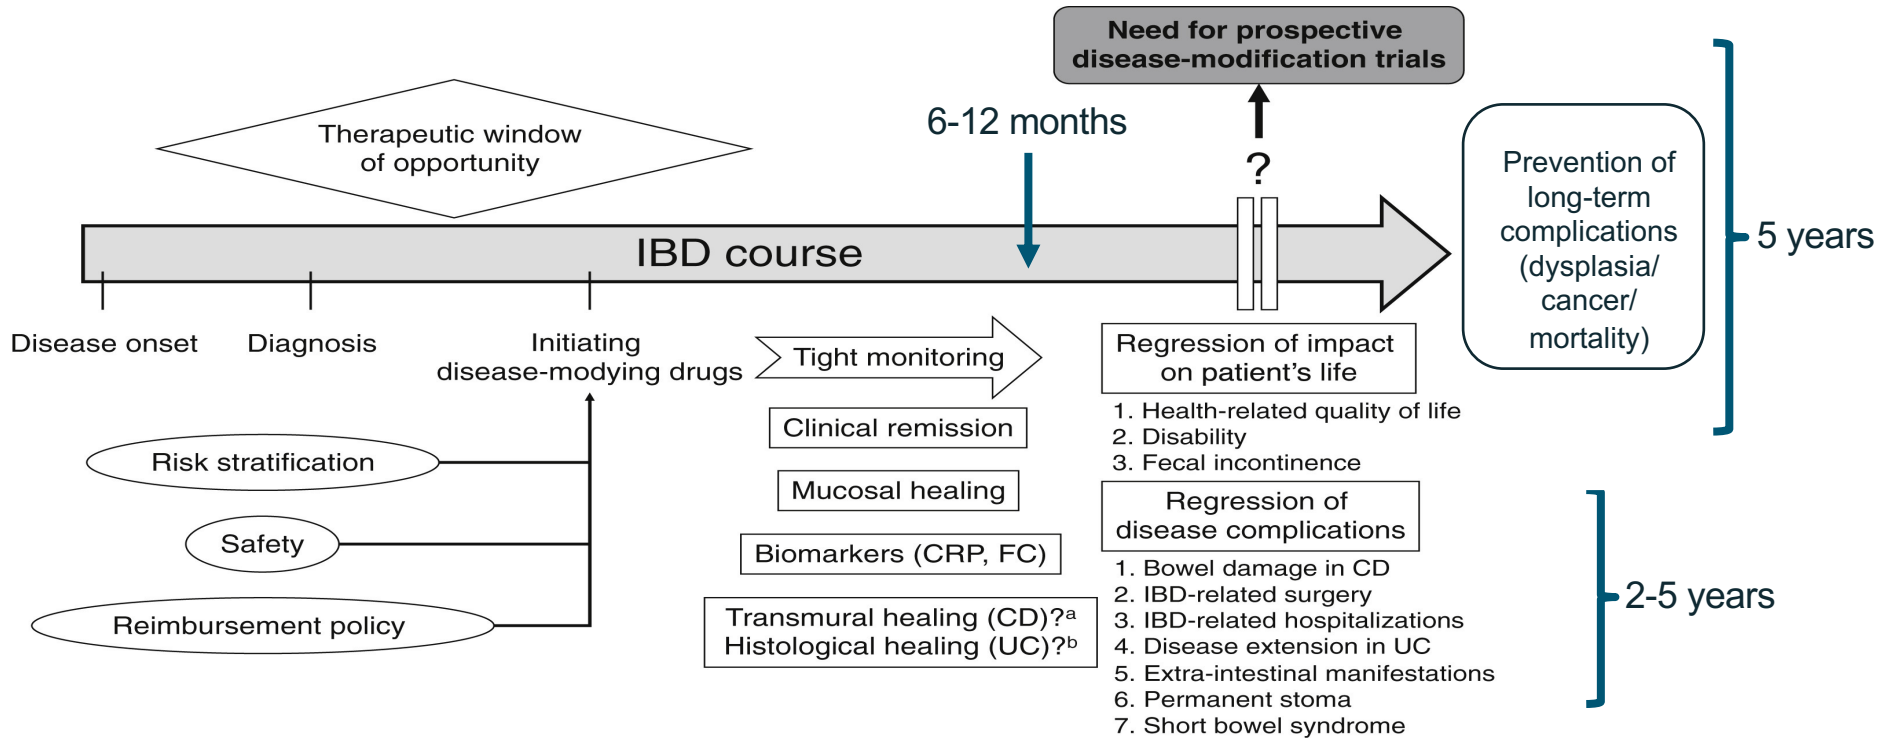 Need for prospective
disease-modification trials
Therapeutic window
of opportunity
6-12 months
?
IBD course
Prevention of
long-term
complications
(dysplasia/
cancer/
mortality)
5 years
Disease onset
Diagnosis
Initiating
disease-modying drugs
Tight monitoring
Regression of impact
on patient's life
1. Health-related quality of life
2. Disability
3. Fecal incontinence
Risk stratification
Safety
Reimbursement policy
Clinical remission
Mucosal healing
Biomarkers (CRP, FC)
Transmural healing (CD)?ᵃ
Histological healing (UC)?ᵇ
Regression of
disease complications
1. Bowel damage in CD
2. IBD-related surgery
3. IBD-related hospitalizations
4. Disease extension in UC
5. Extra-intestinal manifestations
6. Permanent stoma
7. Short bowel syndrome
2-5 years